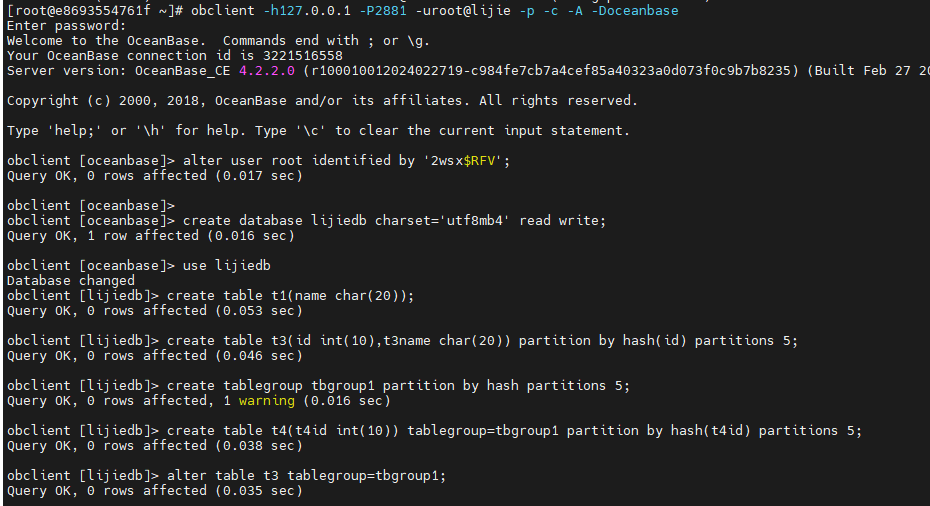 [root@e8693554761f ~]# obclient -h127.0.0.1 -P2881 -uroot@lijie -p -c -A -Doceanbase
Enter password:
Welcome to the OceanBase.  Commands end with ; or \g.
Your OceanBase connection id is 3221516558
Server version: OceanBase_CE 4.2.2.0 (r100010012024022719-c984fe7cb7a4cef85a40323a0d073f0c9b7b8235) (Built Feb 27 20
Copyright (c) 2000, 2018, OceanBase and/or its affiliates. All rights reserved.
Type 'help;' or '\h' for help. Type '\c' to clear the current input statement.
obclient [oceanbase]> alter user root identified by '2wsx$RFV';
Query OK, 0 rows affected (0.017 sec)
obclient [oceanbase]>
obclient [oceanbase]> create database lijiedb charset='utf8mb4' read write;
Query OK, 1 row affected (0.016 sec)
obclient [oceanbase]> use lijiedb
Database changed
obclient [lijiedb]> create table t1(name char(20));
Query OK, 0 rows affected (0.053 sec)
obclient [lijiedb]> create table t3(id int(10),t3name char(20)) partition by hash(id) partitions 5;
Query OK, 0 rows affected (0.046 sec)
obclient [lijiedb]> create tablegroup tbgroup1 partition by hash partitions 5;
Query OK, 0 rows affected, 1 warning (0.016 sec)
obclient [lijiedb]> create table t4(t4id int(10)) tablegroup=tbgroup1 partition by hash(t4id) partitions 5;
Query OK, 0 rows affected (0.038 sec)
obclient [lijiedb]> alter table t3 tablegroup=tbgroup1;
Query OK, 0 rows affected (0.035 sec)